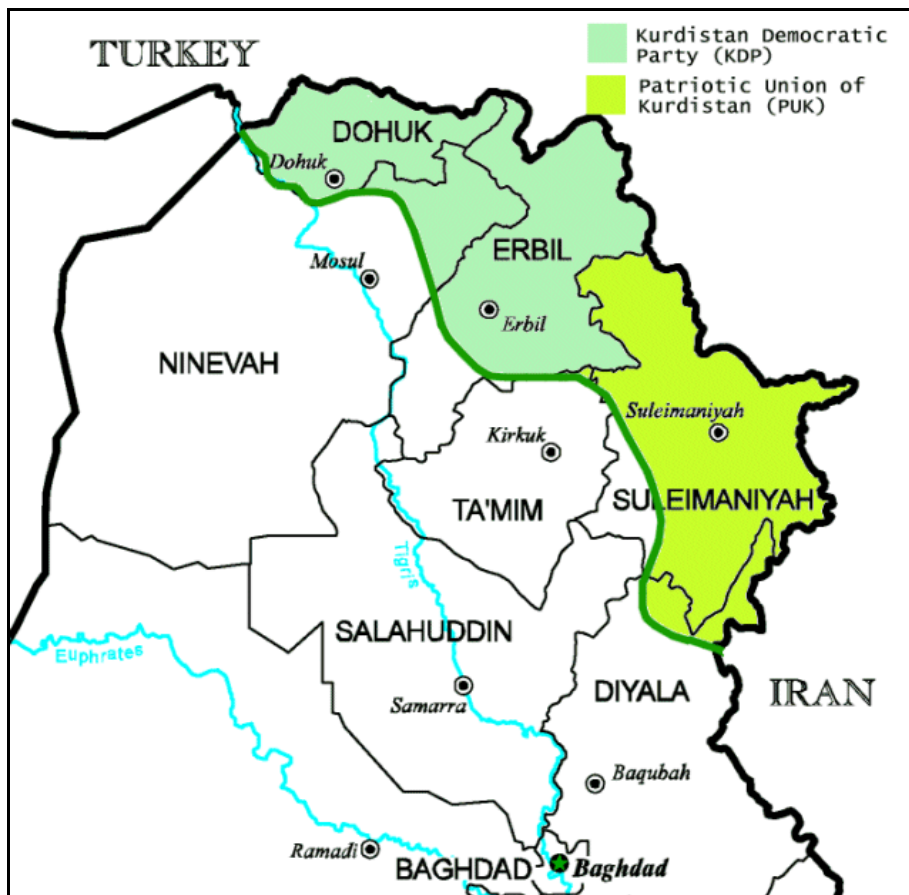 TURKEY
Kurdistan Democratic
Party (KDP)
Patriotic Union of
Kurdistan (PUK)
DOHUK
Dohuk
ERBIL
Mosul
Erbil
NINEVAH
Suleimaniyah
Kirkuk
SULEIMANIYAH
TA'MIM
Tigris
SALAHUDDIN
Euphrates
IRAN
DIYALA
Samarra
Baqubah
Ramadi
BAGHDAD
Baghdad